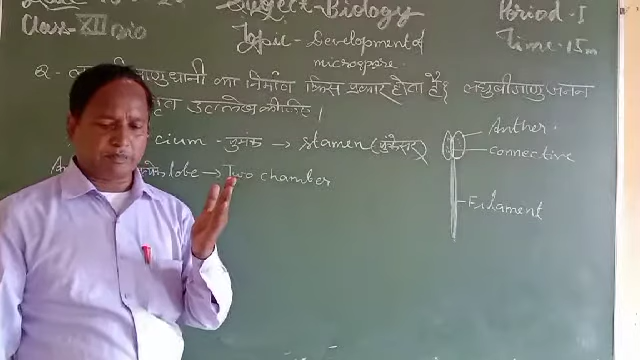 Subject - Biology
Period - I
Class - XII Bio
Topic - Development of microspore.
Time - 15m
का निर्माण किस प्रकार होता है? लघुबीजाणु जनन
उल्लेख कीजिए।
cium - पुमंग → Stamen (पुंकेसर)
lobe → Two chamber
Anther
Connective
Filament